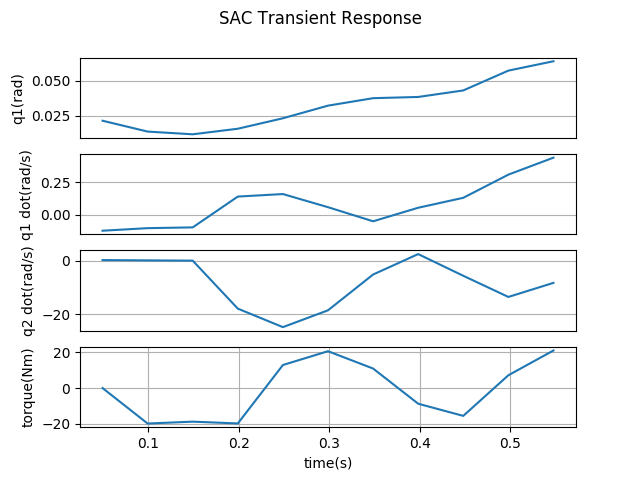 SAC Transient Response
0.050
0.025
q1(rad)
0.25
0.00
q1 dot(rad/s)
0
−20
q2 dot(rad/s)
20
0
−20
torque(Nm)
0.1 0.2 0.3 0.4 0.5
time(s)